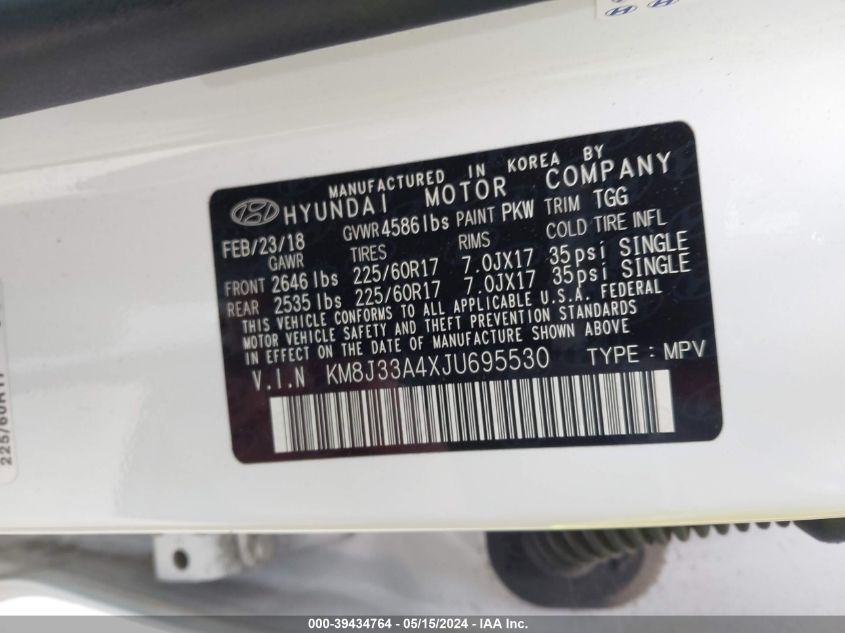 MANUFACTURED IN KOREA BY
HYUNDAI MOTOR COMPANY
FEB/23/18 GVWR 4586 lbs PAINT PKW TRIM TGG
GAWR TIRES RIMS COLD TIRE INFL
FRONT 2646 lbs 225/60R17 7.0JX17 35psi SINGLE
REAR 2535 lbs 225/60R17 7.0JX17 35psi SINGLE
THIS VEHICLE CONFORMS TO ALL APPLICABLE U.S.A. FEDERAL
MOTOR VEHICLE SAFETY AND THEFT PREVENTION STANDARDS
IN EFFECT ON THE DATE OF MANUFACTURE SHOWN ABOVE
V.I.N KM8J33A4XJU695530 TYPE : MPV
225/60R17
000-39434764 - 05/15/2024 - IAA Inc.